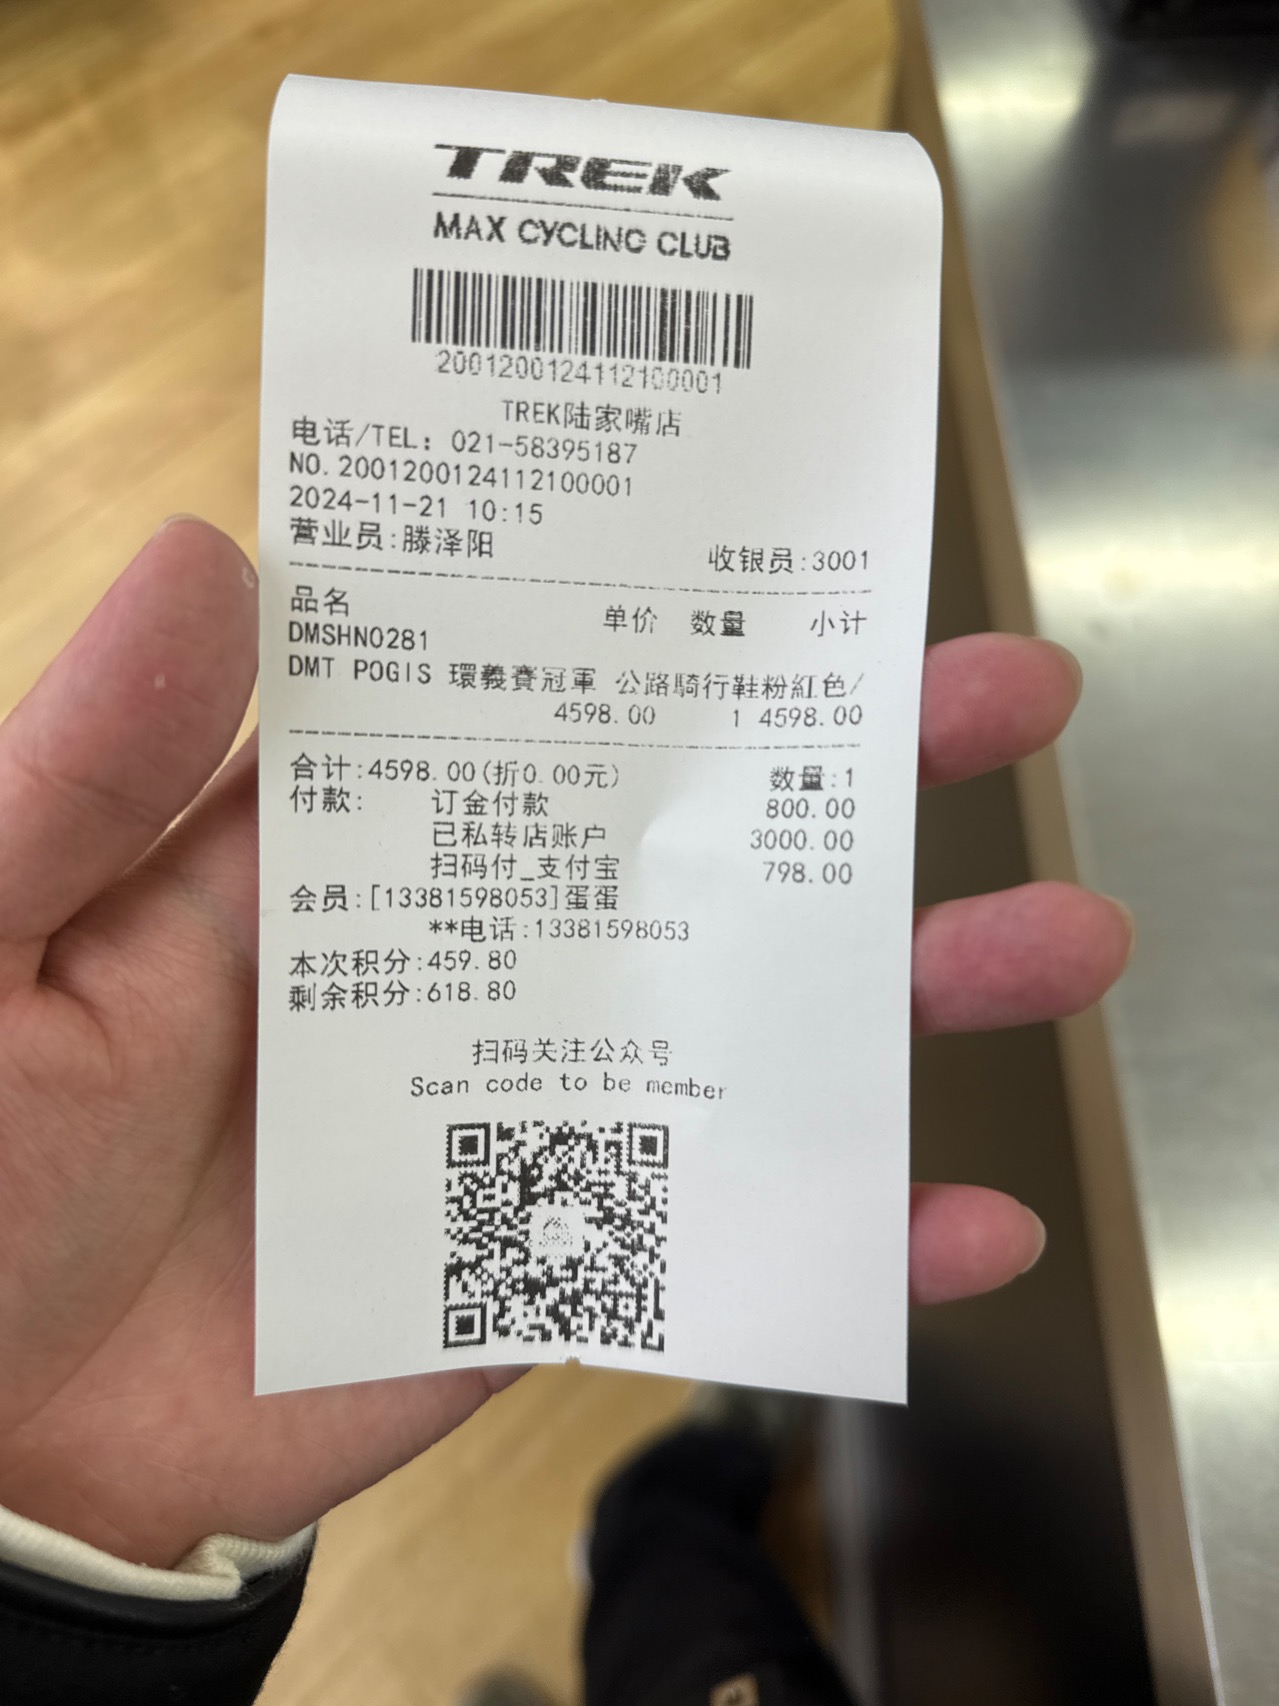 TREK
MAX CYCLING CLUB
2001200124112100001
TREK陆家嘴店
电话/TEL: 021-58395187
NO.2001200124112100001
2024-11-21 10:15
营业员:滕泽阳 收银员:3001
品名 单价 数量 小计
DMSHN0281
DMT POGIS 環義賽冠軍 公路騎行鞋粉紅色/
4598.00 1 4598.00
合计:4598.00(折0.00元) 数量:1
付款: 订金付款 800.00
已私转店账户 3000.00
扫码付_支付宝 798.00
会员:[13381598053]蛋蛋
**电话:13381598053
本次积分:459.80
剩余积分:618.80
扫码关注公众号
Scan code to be member